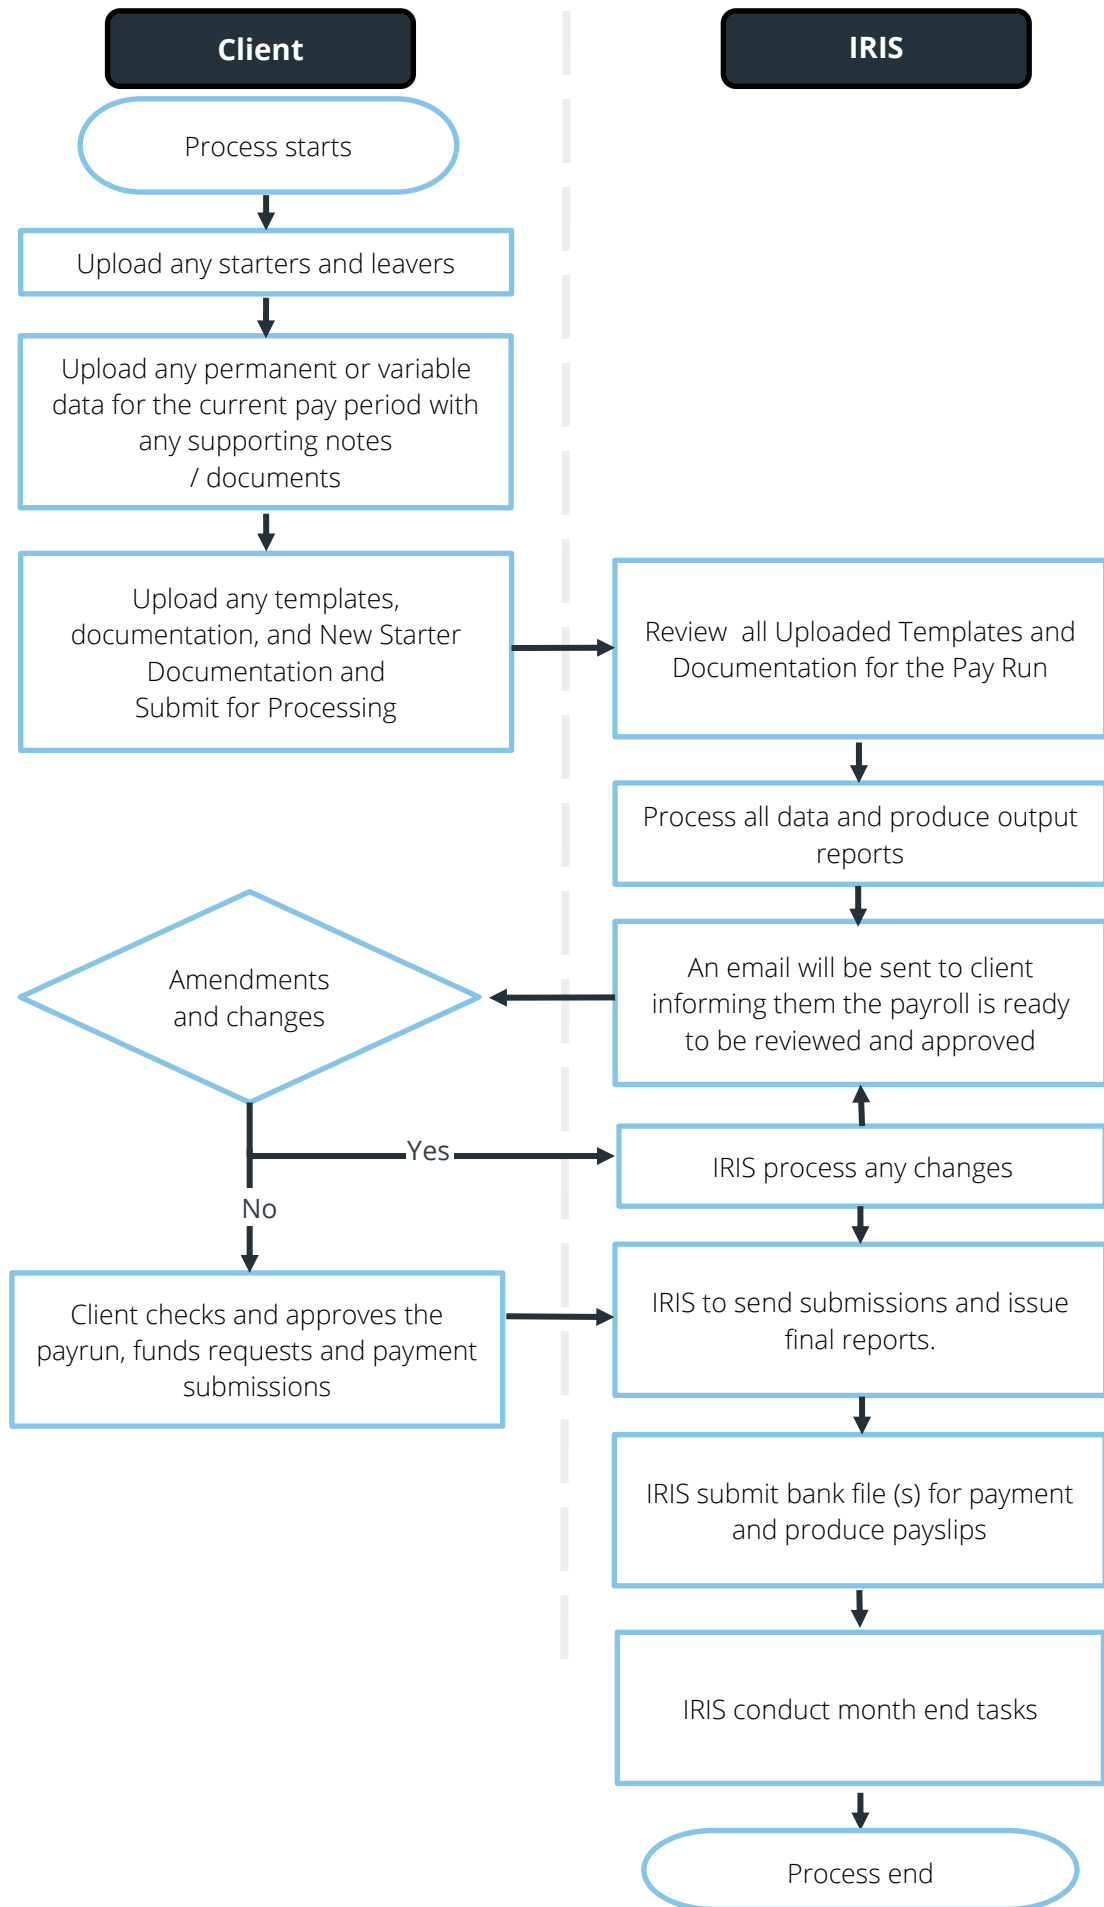 Client
IRIS
Process starts
Upload any starters and leavers
Upload any permanent or variable
data for the current pay period with
any supporting notes
/ documents
Upload any templates,
documentation, and New Starter
Documentation and
Submit for Processing
Review  all Uploaded Templates and
Documentation for the Pay Run
Process all data and produce output
reports
An email will be sent to client
informing them the payroll is ready
to be reviewed and approved
Amendments
and changes
Yes
No
IRIS process any changes
Client checks and approves the
payrun, funds requests and payment
submissions
IRIS to send submissions and issue
final reports.
IRIS submit bank file (s) for payment
and produce payslips
IRIS conduct month end tasks
Process end